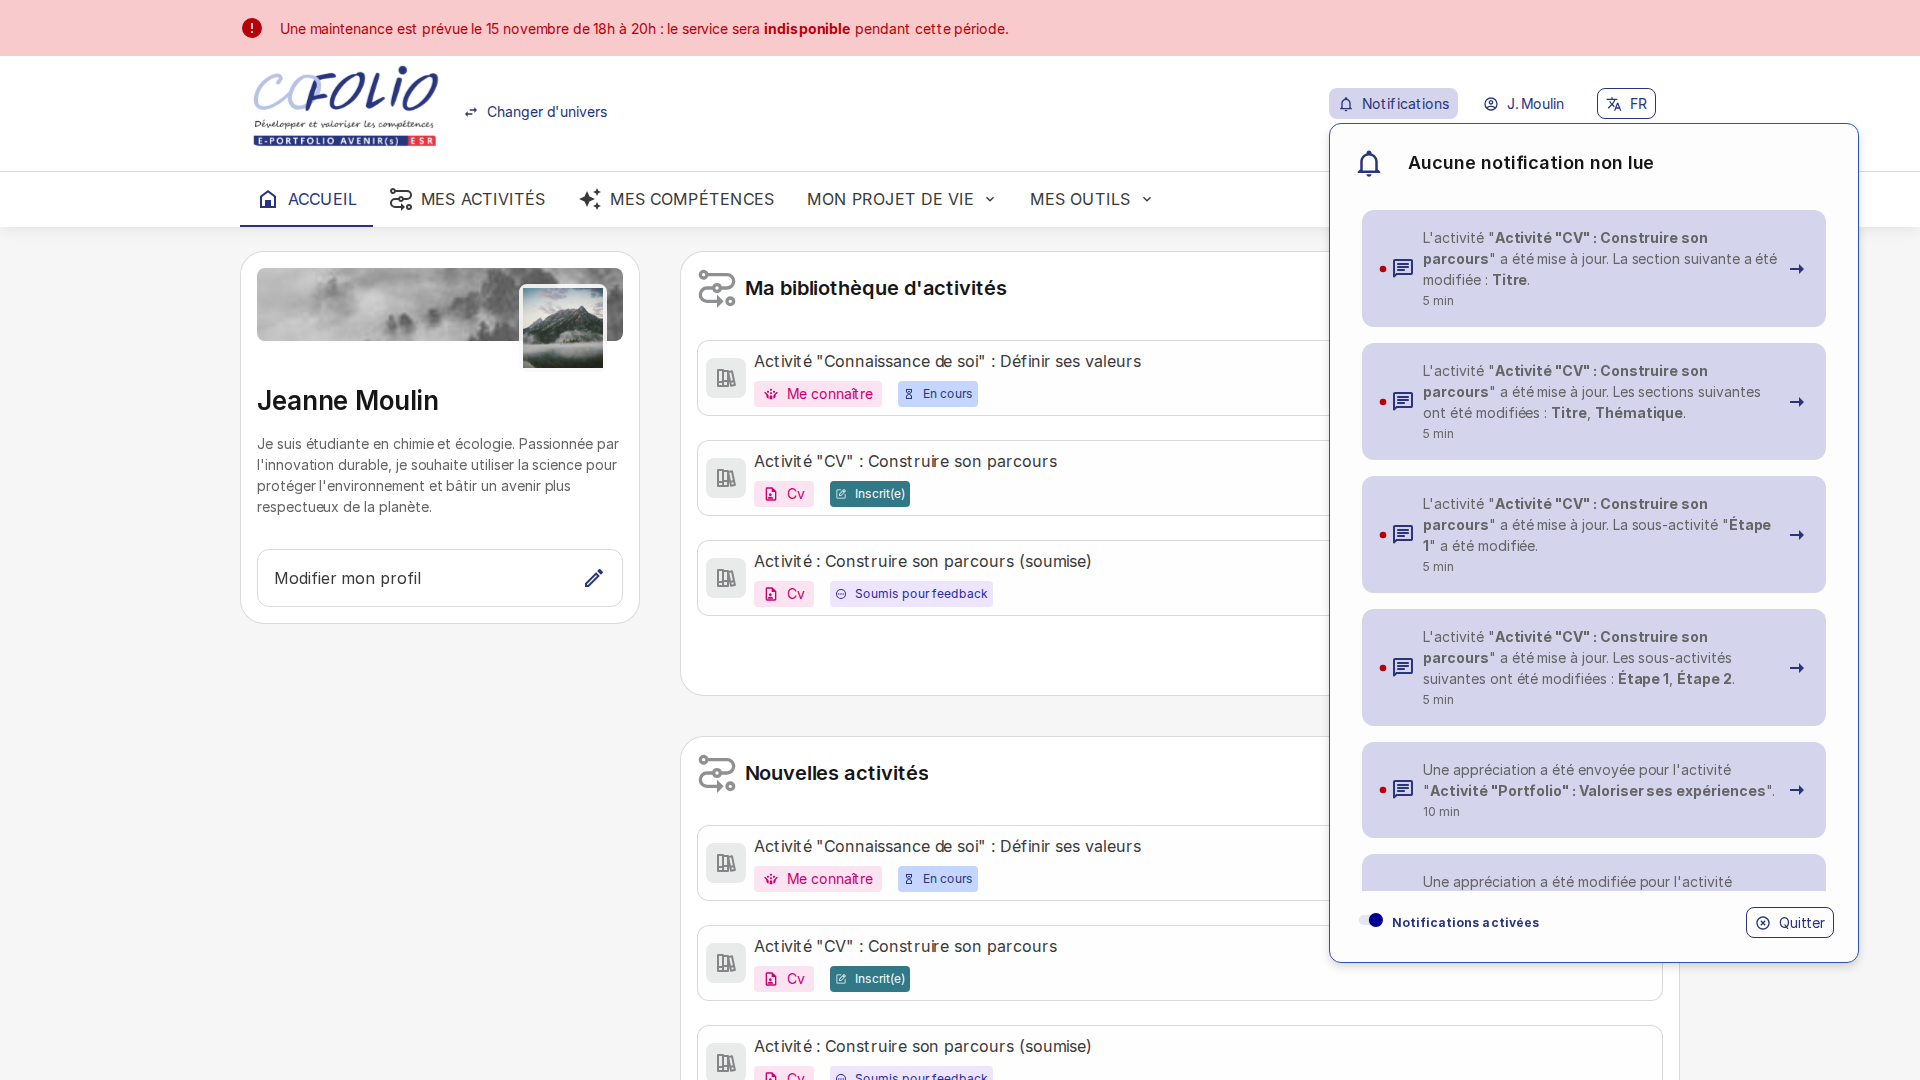 Une maintenance est prévue le 15 novembre de 18h à 20h : le service sera indisponible pendant cette période.
COFOLIO
Développer et valoriser les compétences
E-PORTFOLIO AVENIR(s) ESR
Changer d'univers
Notifications
J. Moulin
FR
ACCUEIL
MES ACTIVITÉS
MES COMPÉTENCES
MON PROJET DE VIE
MES OUTILS
Jeanne Moulin
Je suis étudiante en chimie et écologie. Passionnée par
l'innovation durable, je souhaite utiliser la science pour
protéger l'environnement et bâtir un avenir plus
respectueux de la planète.
Modifier mon profil
Ma bibliothèque d'activités
Activité "Connaissance de soi" : Définir ses valeurs
Me connaître
En cours
Activité "CV" : Construire son parcours
Cv
Inscrit(e)
Activité : Construire son parcours (soumise)
Cv
Soumis pour feedback
Nouvelles activités
Activité "Connaissance de soi" : Définir ses valeurs
Me connaître
En cours
Activité "CV" : Construire son parcours
Cv
Inscrit(e)
Activité : Construire son parcours (soumise)
Cv
Soumis pour feedback
Aucune notification non lue
L'activité "Activité "CV" : Construire son
parcours" a été mise à jour. La section suivante a été
modifiée : Titre.
5 min
L'activité "Activité "CV" : Construire son
parcours" a été mise à jour. Les sections suivantes
ont été modifiées : Titre, Thématique.
5 min
L'activité "Activité "CV" : Construire son
parcours" a été mise à jour. La sous-activité "Étape
1" a été modifiée.
5 min
L'activité "Activité "CV" : Construire son
parcours" a été mise à jour. Les sous-activités
suivantes ont été modifiées : Étape 1, Étape 2.
5 min
Une appréciation a été envoyée pour l'activité
"Activité "Portfolio" : Valoriser ses expériences".
10 min
Une appréciation a été modifiée pour l'activité
Notifications activées
Quitter